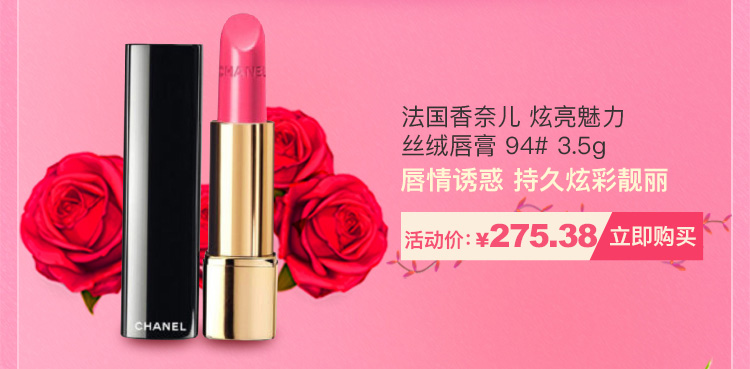 CHANEL
CHANEL
法国香奈儿 炫亮魅力
丝绒唇膏 94# 3.5g
唇情诱惑 持久炫彩靓丽
活动价: ¥275.38 立即购买